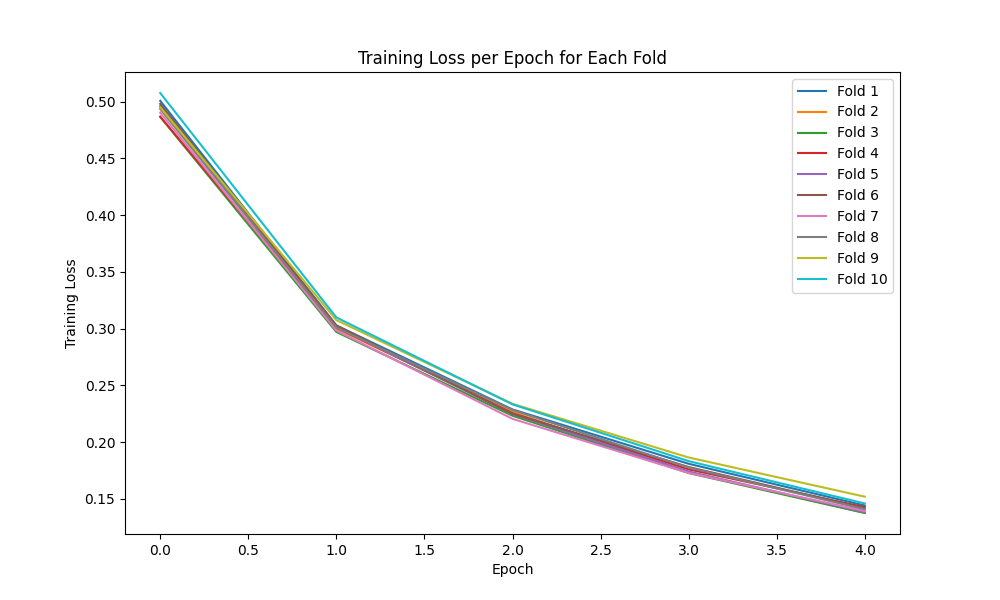 Training Loss per Epoch for Each Fold
Training Loss
0.50
0.45
0.40
0.35
0.30
0.25
0.20
0.15
Fold 1
Fold 2
Fold 3
Fold 4
Fold 5
Fold 6
Fold 7
Fold 8
Fold 9
Fold 10
0.0 0.5 1.0 1.5 2.0 2.5 3.0 3.5 4.0
Epoch